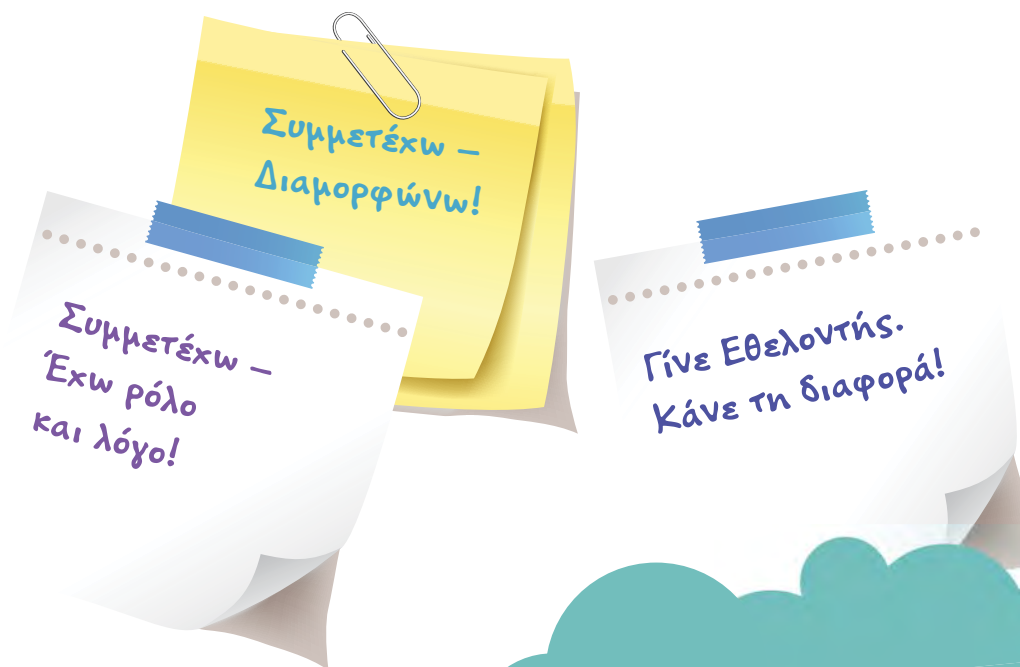 Συμμετέχω –
Διαμορφώνω!
Συμμετέχω –
Έχω ρόλο
και λόγο!
Γίνε Εθελοντής.
Κάνε τη διαφορά!